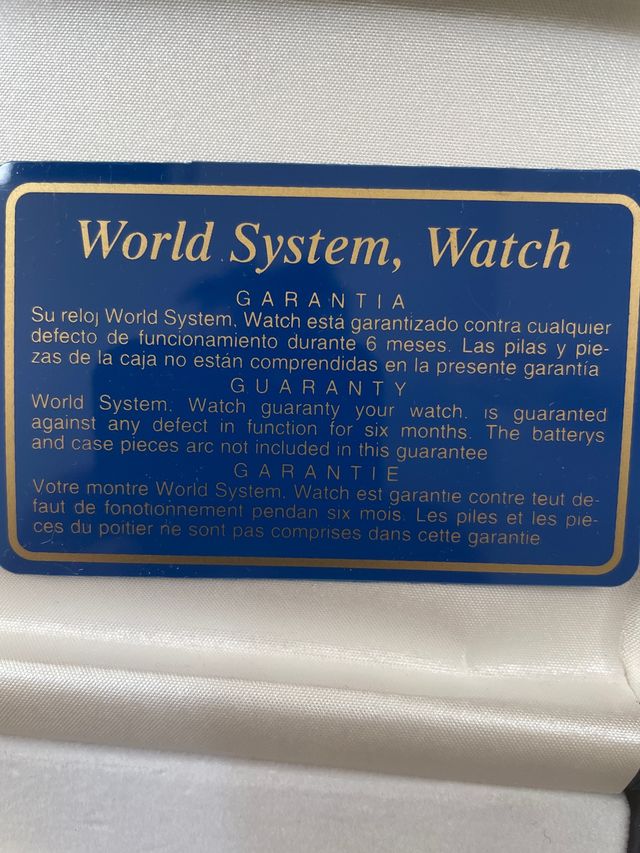 World System, Watch
GARANTIA
Su reloj World System, Watch está garantizado contra cualquier
defecto de funcionamiento durante 6 meses. Las pilas y pie-
zas de la caja no están comprendidas en la presente garantía
GUARANTY
World System. Watch guaranty your watch. is guaranted
against any defect in function for six months. The batterys
and case pieces arc not included in this guarantee
GARANTIE
Votre montre World System, Watch est garantie contre teut de-
faut de fonotionnement pendan six mois. Les piles et les pie-
ces du poitier ne sont pas comprises dans cette garantie